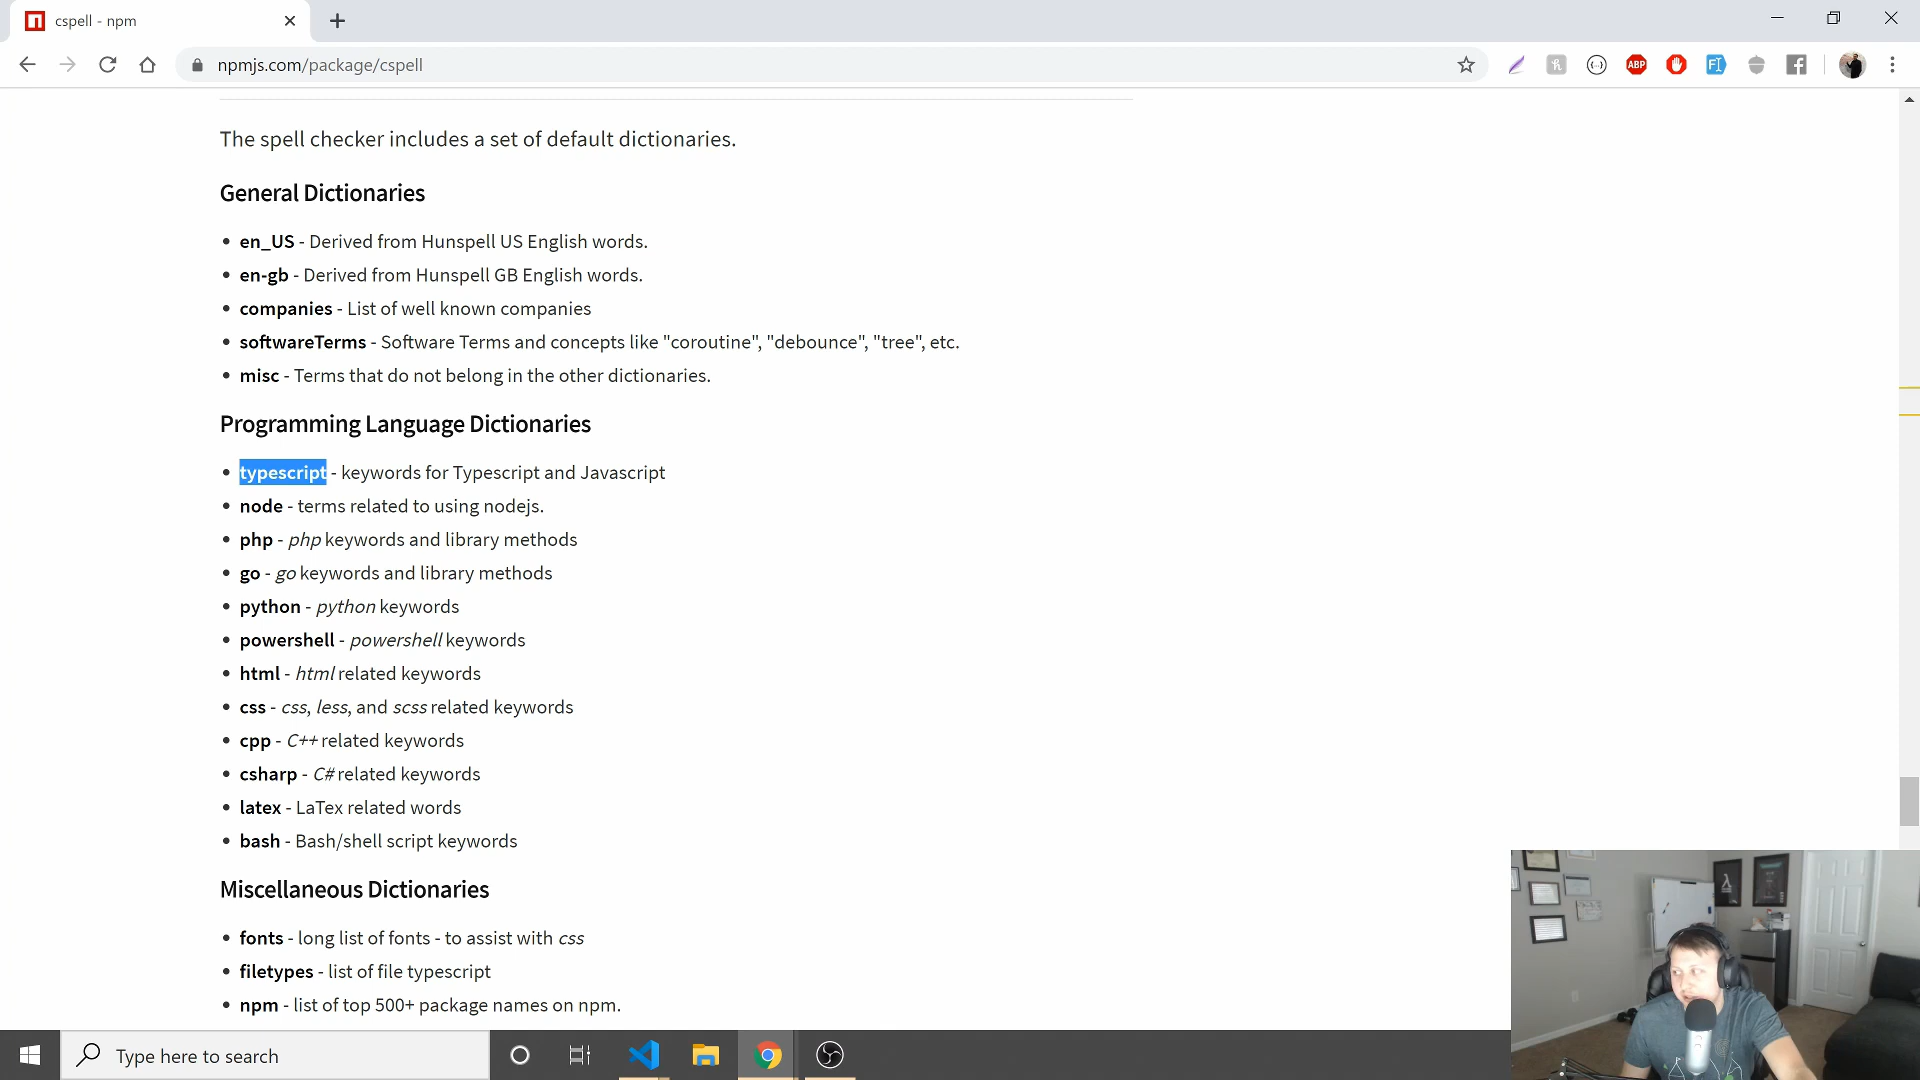 cspell - npm
npmjs.com/package/cspell
ABP
The spell checker includes a set of default dictionaries.
General Dictionaries
en_US - Derived from Hunspell US English words.
en-gb - Derived from Hunspell GB English words.
companies - List of well known companies
softwareTerms - Software Terms and concepts like "coroutine", "debounce", "tree", etc.
misc - Terms that do not belong in the other dictionaries.
Programming Language Dictionaries
typescript - keywords for Typescript and Javascript
node - terms related to using nodejs.
php - php keywords and library methods
go - go keywords and library methods
python - python keywords
powershell - powershell keywords
html - html related keywords
css - css, less, and scss related keywords
cpp - C++ related keywords
csharp - C# related keywords
latex - LaTex related words
bash - Bash/shell script keywords
Miscellaneous Dictionaries
fonts - long list of fonts - to assist with css
filetypes - list of file typescript
npm - list of top 500+ package names on npm.
Type here to search